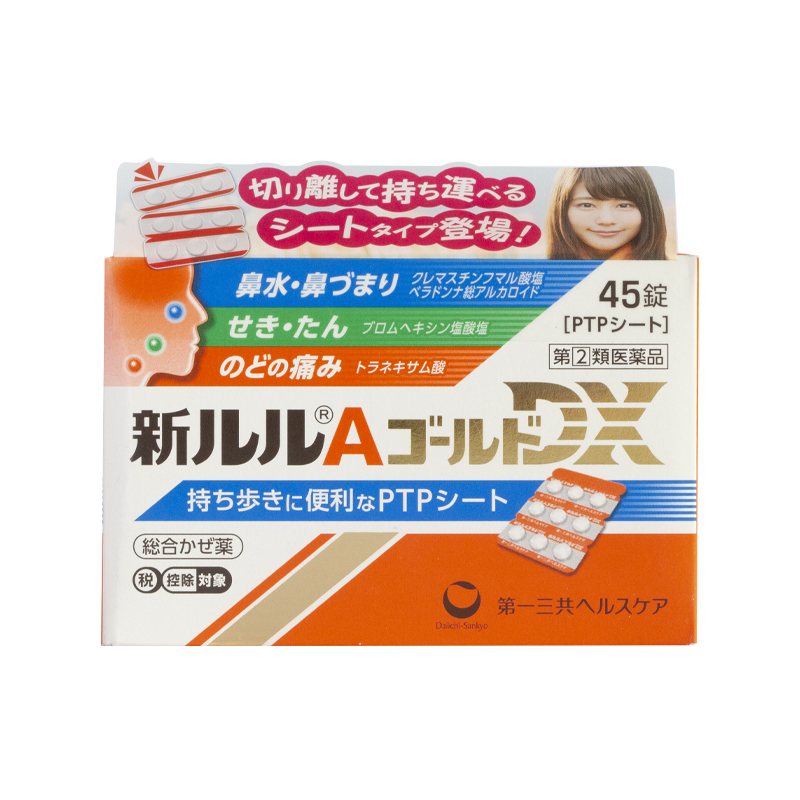 切り離して持ち運べる
シートタイプ登場!
鼻水・鼻づまり クレマスチンフマル酸塩
ベラドンナ総アルカロイド
せき・たん ブロムヘキシン塩酸塩
のどの痛み トラネキサム酸
45錠
[PTPシート]
指②類医薬品
新ルル®AゴールドDX
持ち歩きに便利なPTPシート
総合かぜ薬
税 控除 対象
第一三共ヘルスケア
Daiichi-Sankyo